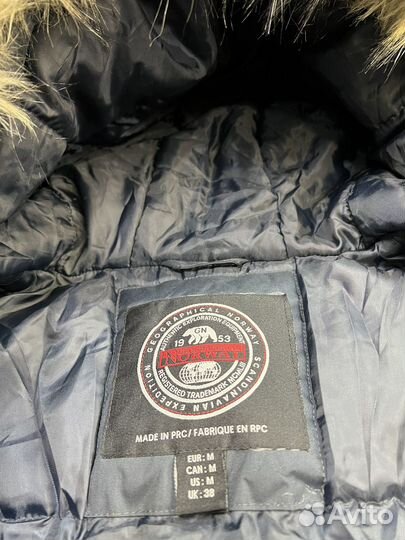 GEOGRAPHICAL NORWAY SCANDINAVIAN EXPEDITION
AUTHENTIC EXPLORATION EQUIPMENT
GN
19 53
NORWAY
REGISTERED TRADEMARK MCMLIII
MADE IN PRC/ FABRIQUE EN RPC
EUR: M
CAN: M
US: M
UK: 38
Avito